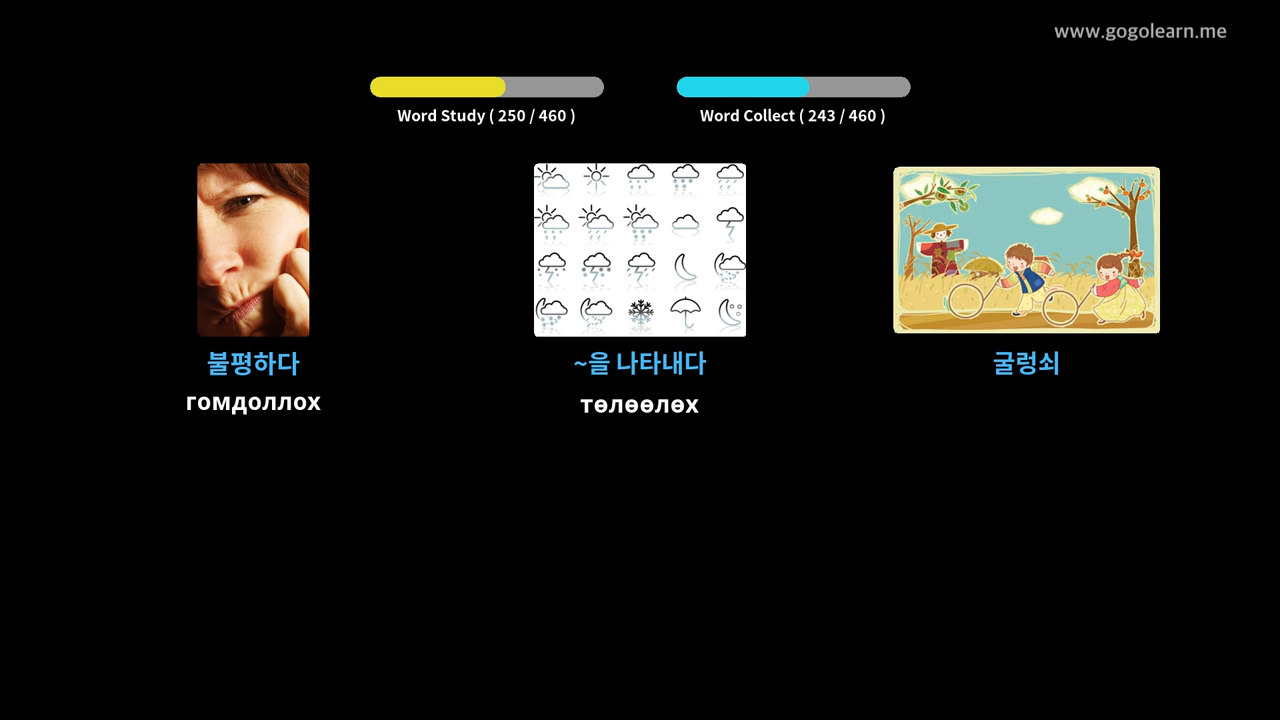 www.gogolearn.me
Word Study ( 250 / 460 )
Word Collect ( 243 / 460 )
불평하다
гомдоллох
~을 나타내다
төлөөлөх
굴렁쇠